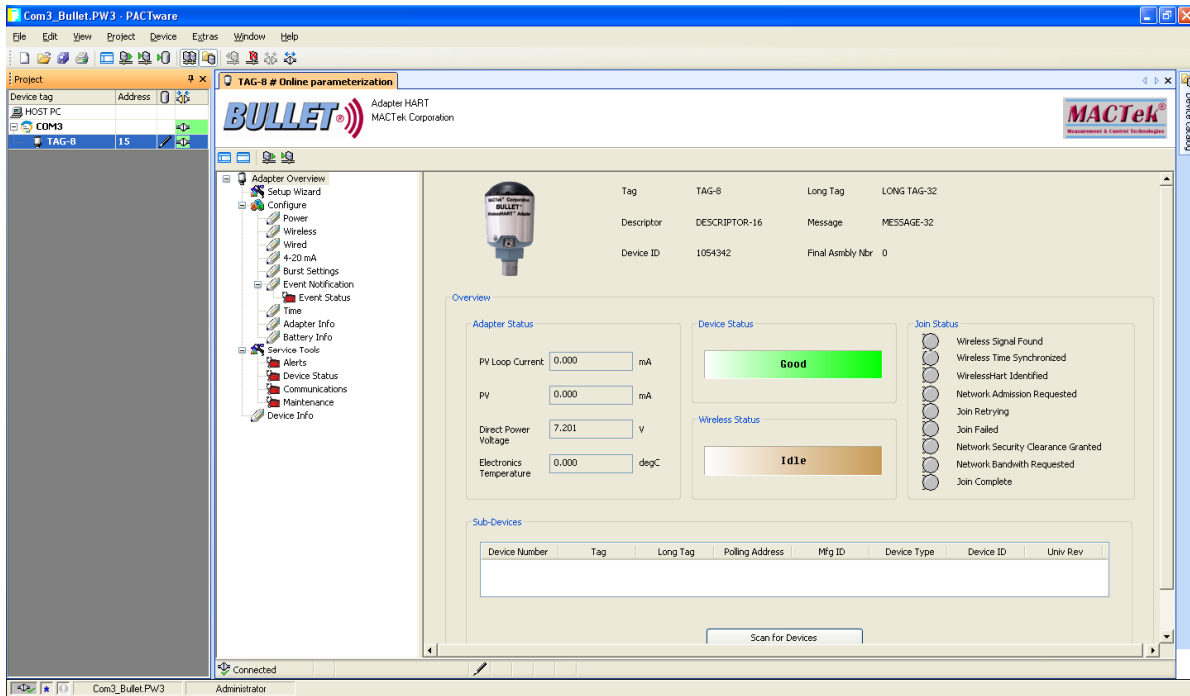 Com3_Bullet.PW3 - PACTware
File Edit View Project Device Extras Window Help
Project
TAG-8 # Online parameterization
Device tag Address
HOST PC
COM3
TAG-8 15
Device catalog
BULLET®
Adapter HART
MACTek Corporation
MACTek®
Measurement & Control Technologies
Adapter Overview
Setup Wizard
Configure
Power
Wireless
Wired
4-20 mA
Burst Settings
Event Notification
Event Status
Time
Adapter Info
Battery Info
Service Tools
Alerts
Device Status
Communications
Maintenance
Device Info
MACTek® Corporation
BULLET™
WirelessHART™ Adapter
Tag TAG-8 Long Tag LONG TAG-32
Descriptor DESCRIPTOR-16 Message MESSAGE-32
Device ID 1054342 Final Asmbly Nbr 0
Overview
Adapter Status
PV Loop Current 0.000 mA
PV 0.000 mA
Direct Power Voltage 7.201 V
Electronics Temperature 0.000 degC
Device Status
Good
Wireless Status
Idle
Join Status
Wireless Signal Found
Wireless Time Synchronized
WirelessHart Identified
Network Admission Requested
Join Retrying
Join Failed
Network Security Clearance Granted
Network Bandwith Requested
Join Complete
Sub-Devices
Device Number Tag Long Tag Polling Address Mfg ID Device Type Device ID Univ Rev
Scan for Devices
Connected
Com3_Bullet.PW3 Administrator